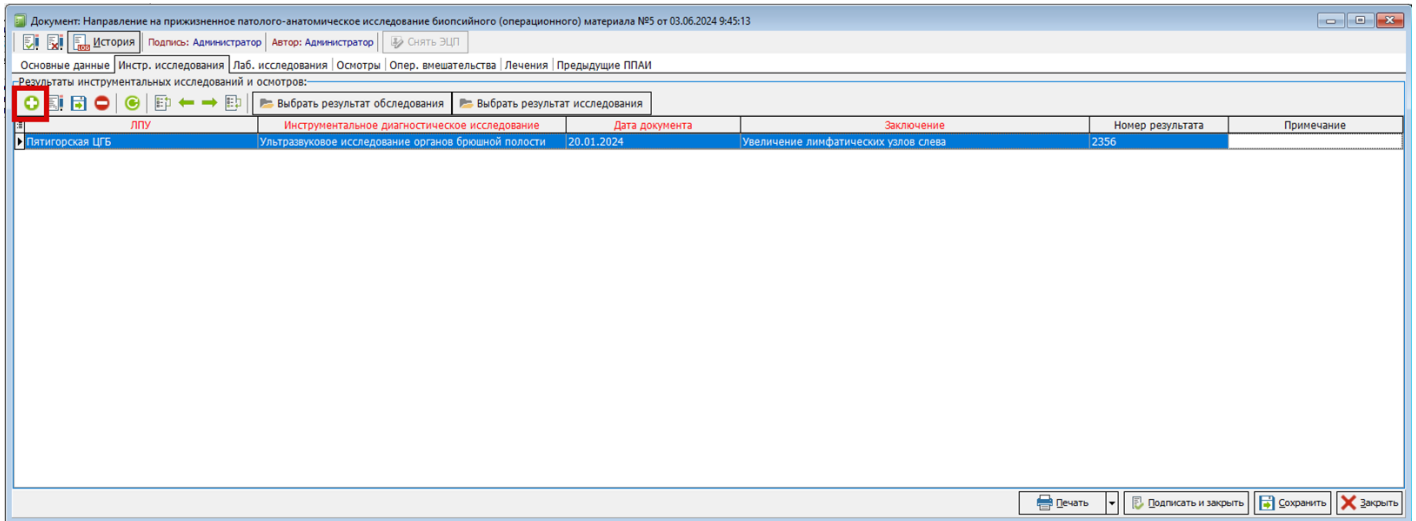 Документ: Направление на прижизненное патолого-анатомическое исследование биопсийного (операционного) материала №5 от 03.06.2024 9:45:13
История Подпись: Администратор Автор: Администратор Снять ЭЦП
Основные данные Инстр. исследования Лаб. исследования Осмотры Опер. вмешательства Лечения Предыдущие ППАИ
Результаты инструментальных исследований и осмотров:
Выбрать результат обследования Выбрать результат исследования
ЛПУ Инструментальное диагностическое исследование Дата документа Заключение Номер результата Примечание
Пятигорская ЦГБ Ультразвуковое исследование органов брюшной полости 20.01.2024 Увеличение лимфатических узлов слева 2356
Печать Подписать и закрыть Сохранить Закрыть